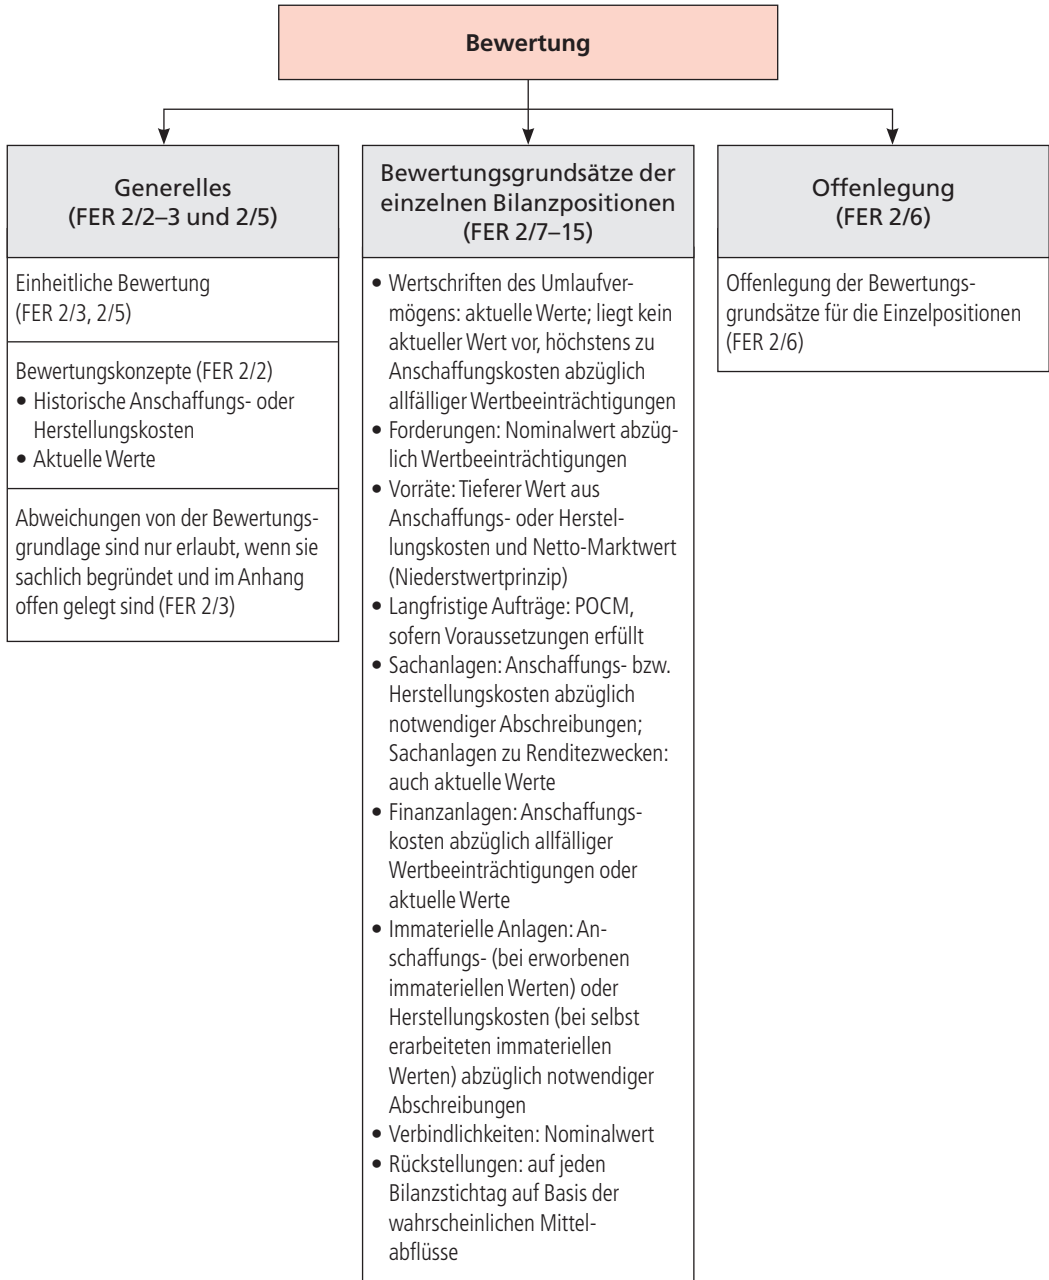 Bewertung
Generelles
(FER 2/2–3 und 2/5)
Einheitliche Bewertung
(FER 2/3, 2/5)
Bewertungskonzepte (FER 2/2)
• Historische Anschaffungs- oder
Herstellungskosten
• Aktuelle Werte
Abweichungen von der Bewertungs-
grundlage sind nur erlaubt, wenn sie
sachlich begründet und im Anhang
offen gelegt sind (FER 2/3)
Bewertungsgrundsätze der
einzelnen Bilanzpositionen
(FER 2/7–15)
• Wertschriften des Umlaufver-
mögens: aktuelle Werte; liegt kein
aktueller Wert vor, höchstens zu
Anschaffungskosten abzüglich
allfälliger Wertbeeinträchtigungen
• Forderungen: Nominalwert abzüg-
lich Wertbeeinträchtigungen
• Vorräte: Tieferer Wert aus
Anschaffungs- oder Herstel-
lungskosten und Netto-Marktwert
(Niederstwertprinzip)
• Langfristige Aufträge: POCM,
sofern Voraussetzungen erfüllt
• Sachanlagen: Anschaffungs- bzw.
Herstellungskosten abzüglich
notwendiger Abschreibungen;
Sachanlagen zu Renditezwecken:
auch aktuelle Werte
• Finanzanlagen: Anschaffungs-
kosten abzüglich allfälliger
Wertbeeinträchtigungen oder
aktuelle Werte
• Immaterielle Anlagen: An-
schaffungs- (bei erworbenen
immateriellen Werten) oder
Herstellungskosten (bei selbst
erarbeiteten immateriellen
Werten) abzüglich notwendiger
Abschreibungen
• Verbindlichkeiten: Nominalwert
• Rückstellungen: auf jeden
Bilanzstichtag auf Basis der
wahrscheinlichen Mittel-
abflüsse
Offenlegung
(FER 2/6)
Offenlegung der Bewertungs-
grundsätze für die Einzelpositionen
(FER 2/6)